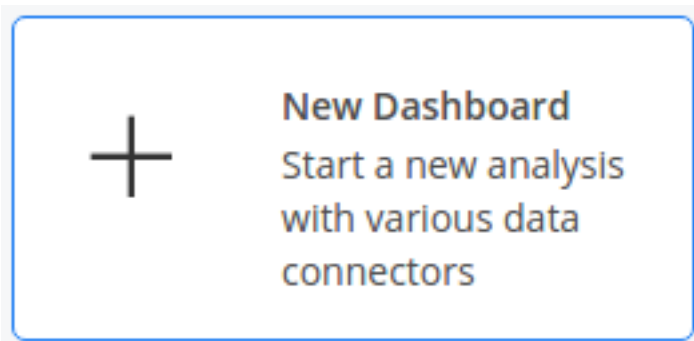 New Dashboard
Start a new analysis
with various data
connectors